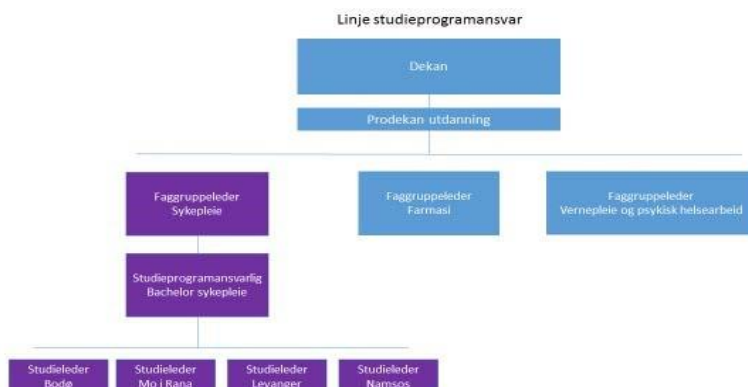 Linje studieprogramansvar
Dekan
Prodekan utdanning
Faggruppeleder
Sykepleie
Faggruppeleder
Farmasi
Faggruppeleder
Vernepleie og psykisk helsearbeid
Studieprogramansvarlig
Bachelor sykepleie
Studieleder
Bodø
Studieleder
Mo i Rana
Studieleder
Levanger
Studieleder
Namsos